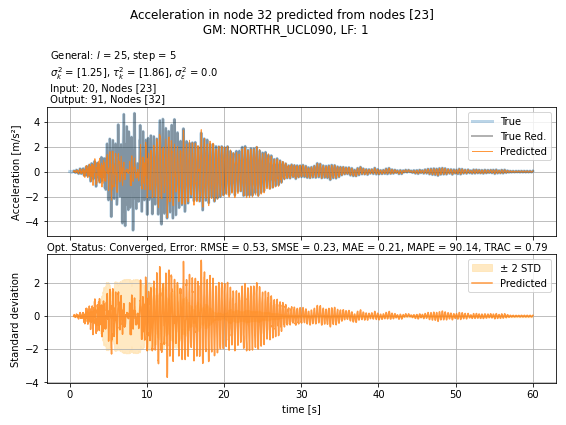 Acceleration in node 32 predicted from nodes [23]
GM: NORTHR_UCL090, LF: 1
General: l = 25, step = 5
σ²ₖ = [1.25], τ²ₖ = [1.86], σ²ε = 0.0
Input: 20, Nodes [23]
Output: 91, Nodes [32]
Acceleration [m/s²]
4
2
0
−2
−4
True
True Red.
Predicted
Opt. Status: Converged, Error: RMSE = 0.53, SMSE = 0.23, MAE = 0.21, MAPE = 90.14, TRAC = 0.79
Standard deviation
2
0
−2
−4
± 2 STD
Predicted
0 10 20 30 40 50 60
time [s]